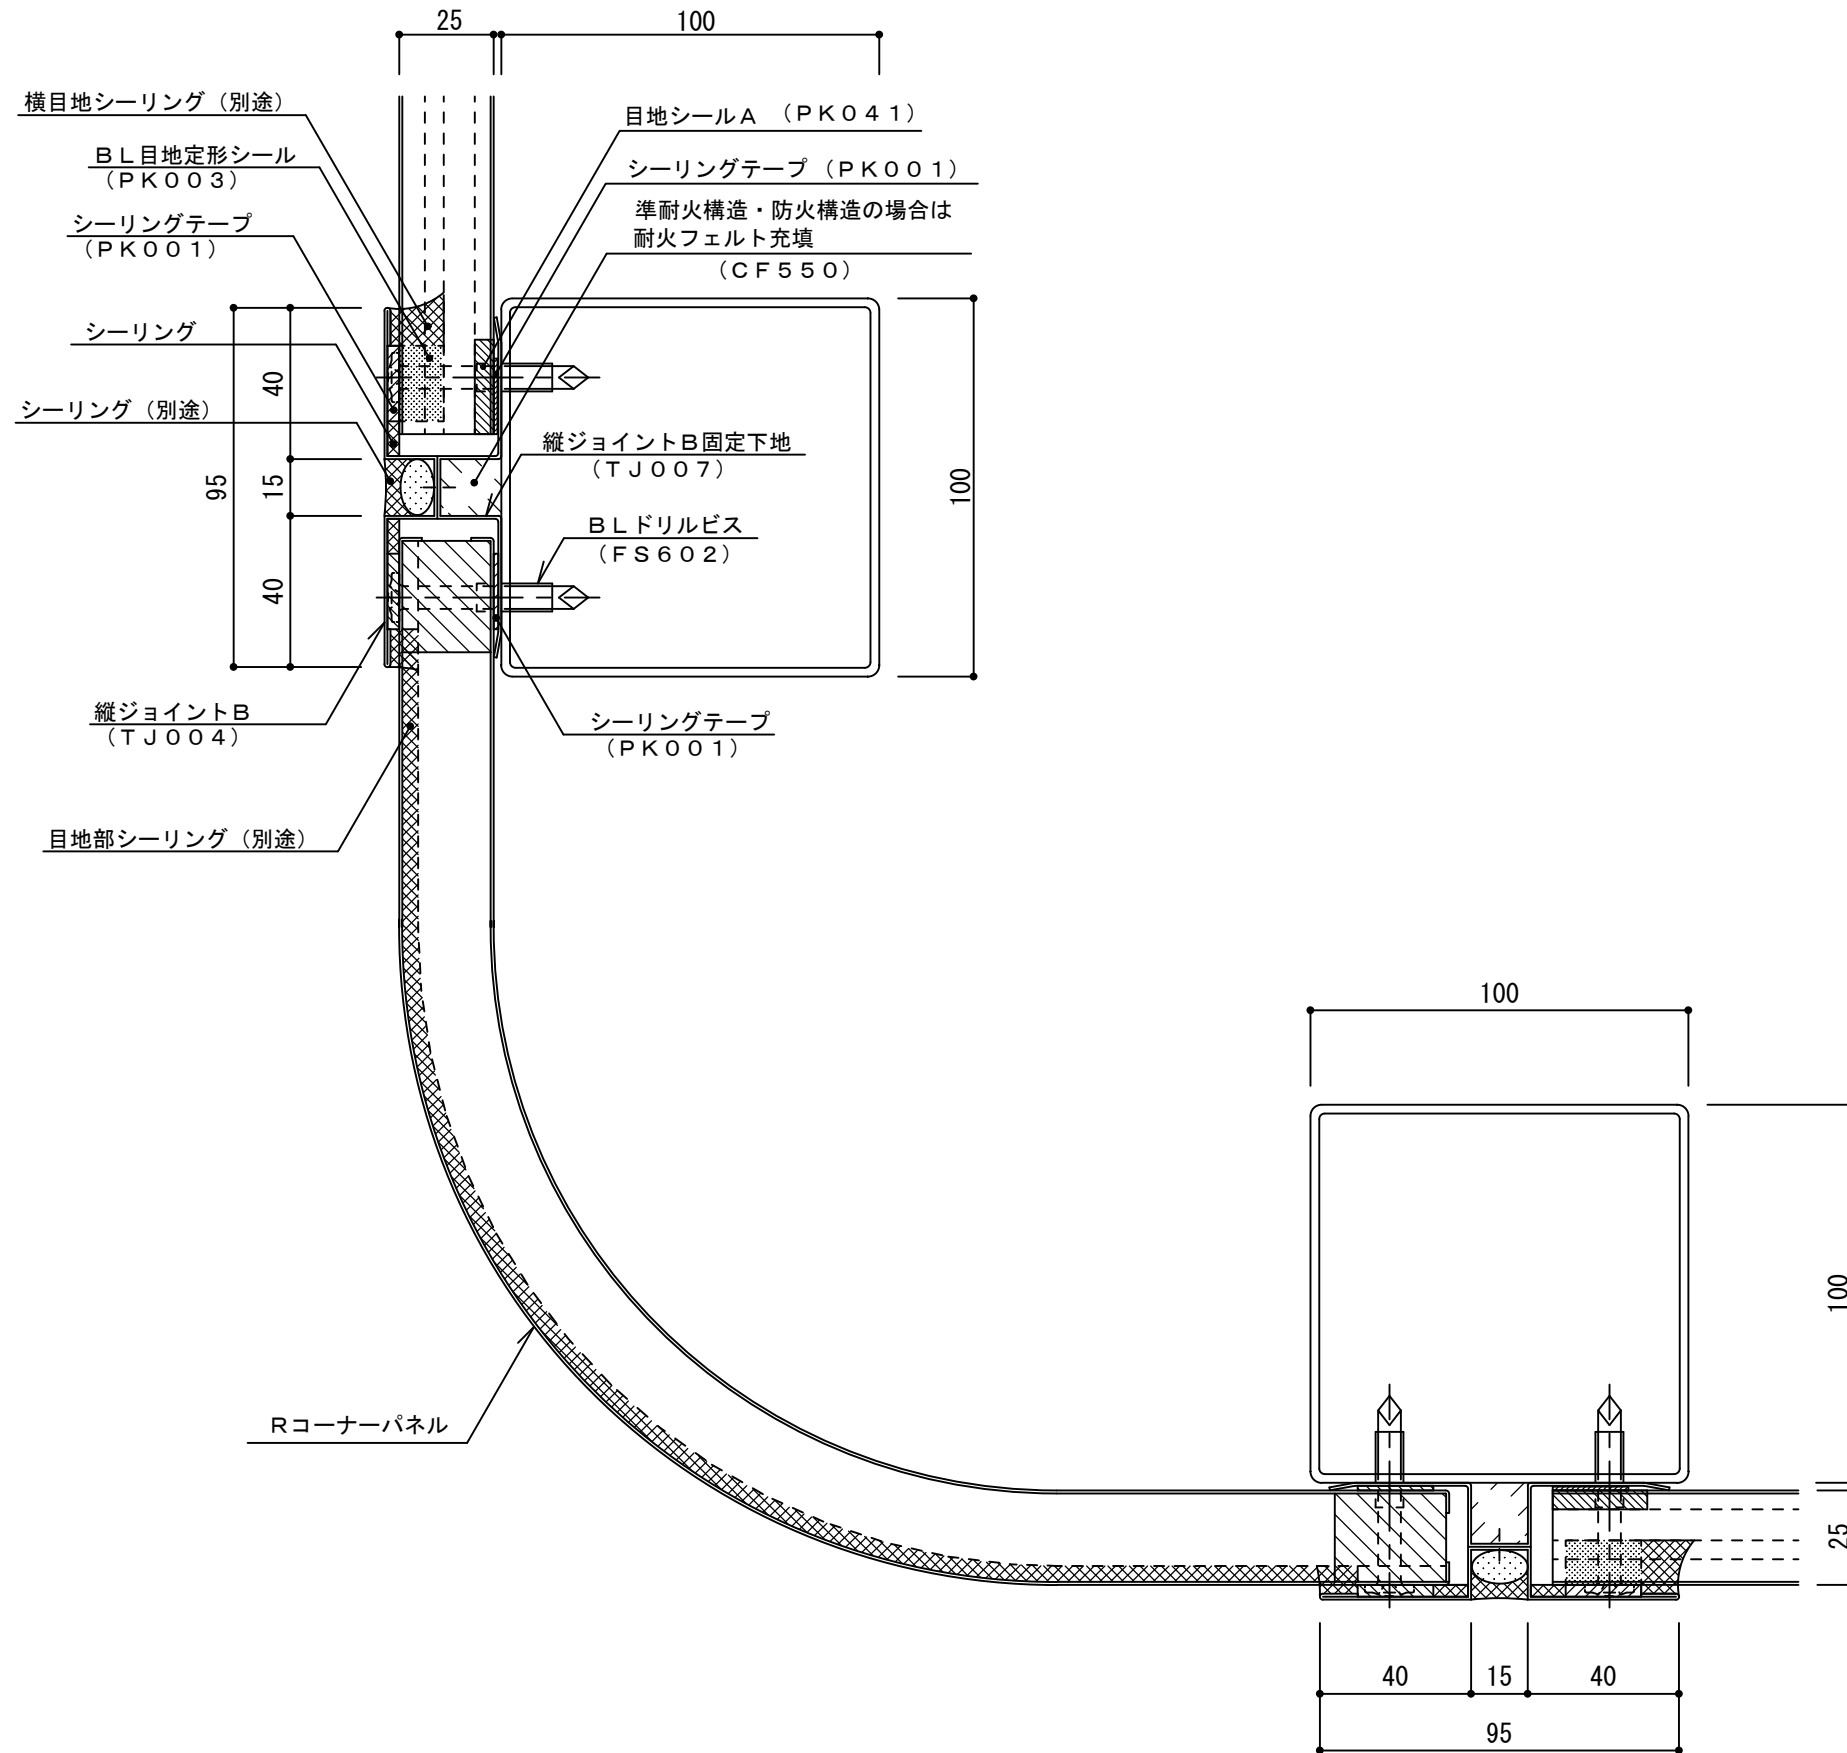 25
100
横目地シーリング（別途）
ＢＬ目地定形シール
（ＰＫ００３）
シーリングテープ
（ＰＫ００１）
シーリング
シーリング（別途）
目地シールＡ （ＰＫ０４１）
シーリングテープ（ＰＫ００１）
準耐火構造・防火構造の場合は
耐火フェルト充填
（ＣＦ５５０）
縦ジョイントＢ固定下地
（ＴＪ００７）
ＢＬドリルビス
（ＦＳ６０２）
95
40
15
40
100
縦ジョイントＢ
（ＴＪ００４）
シーリングテープ
（ＰＫ００１）
目地部シーリング（別途）
100
100
Ｒコーナーパネル
25
40
15
40
95